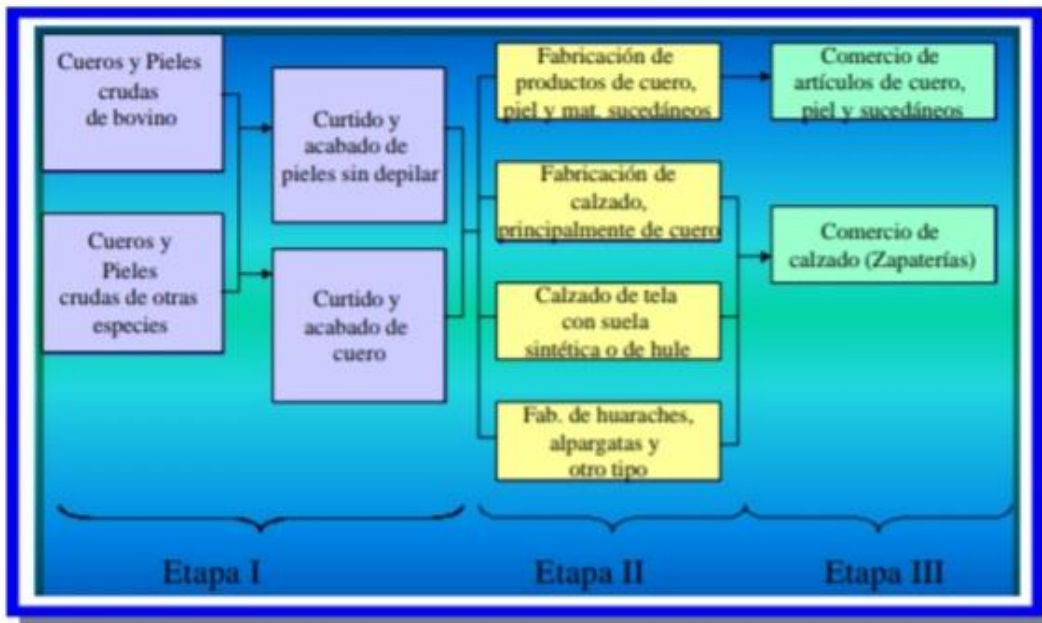 Cueros y Pieles
crudas
de bovino
Cueros y
Pieles
crudas de otras
especies
Curtido y
acabado de
pieles sin depilar
Curtido y
acabado de
cuero
Fabricación de
productos de cuero,
piel y mat. sucedáneos
Fabricación de
calzado,
principalmente de cuero
Calzado de tela
con suela
sintética o de hule
Fab. de huaraches,
alpargatas y
otro tipo
Comercio de
artículos de cuero,
piel y sucedáneos
Comercio de
calzado (Zapaterías)
Etapa I
Etapa II
Etapa III